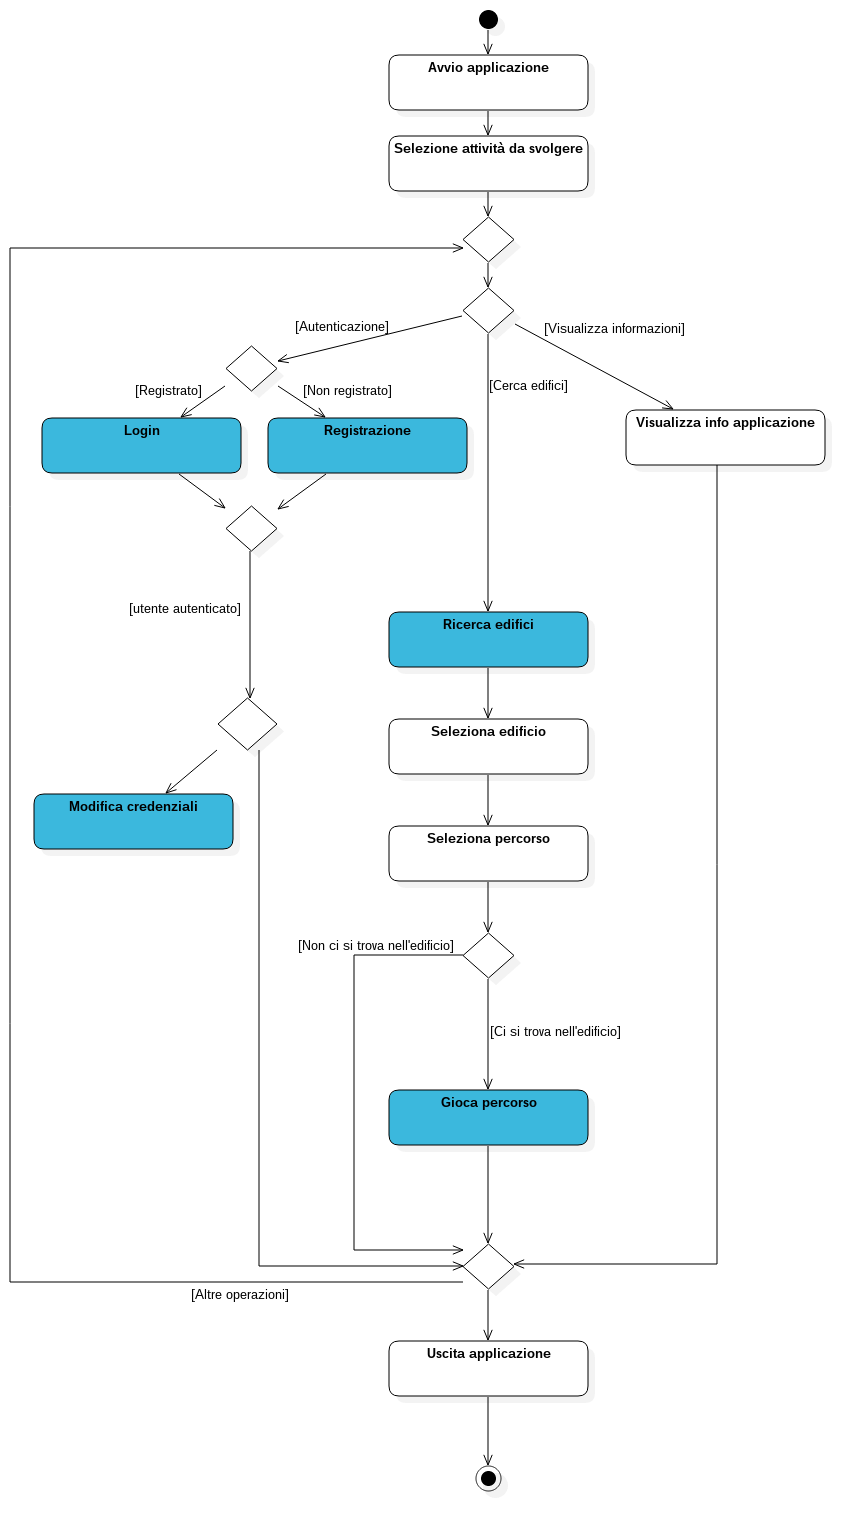 Avvio applicazione
Selezione attività da svolgere
[Autenticazione]
[Visualizza informazioni]
[Registrato]
[Non registrato]
[Cerca edifici]
Login
Registrazione
Visualizza info applicazione
[utente autenticato]
Ricerca edifici
Seleziona edificio
Modifica credenziali
Seleziona percorso
[Non ci si trova nell'edificio]
[Ci si trova nell'edificio]
Gioca percorso
[Altre operazioni]
Uscita applicazione